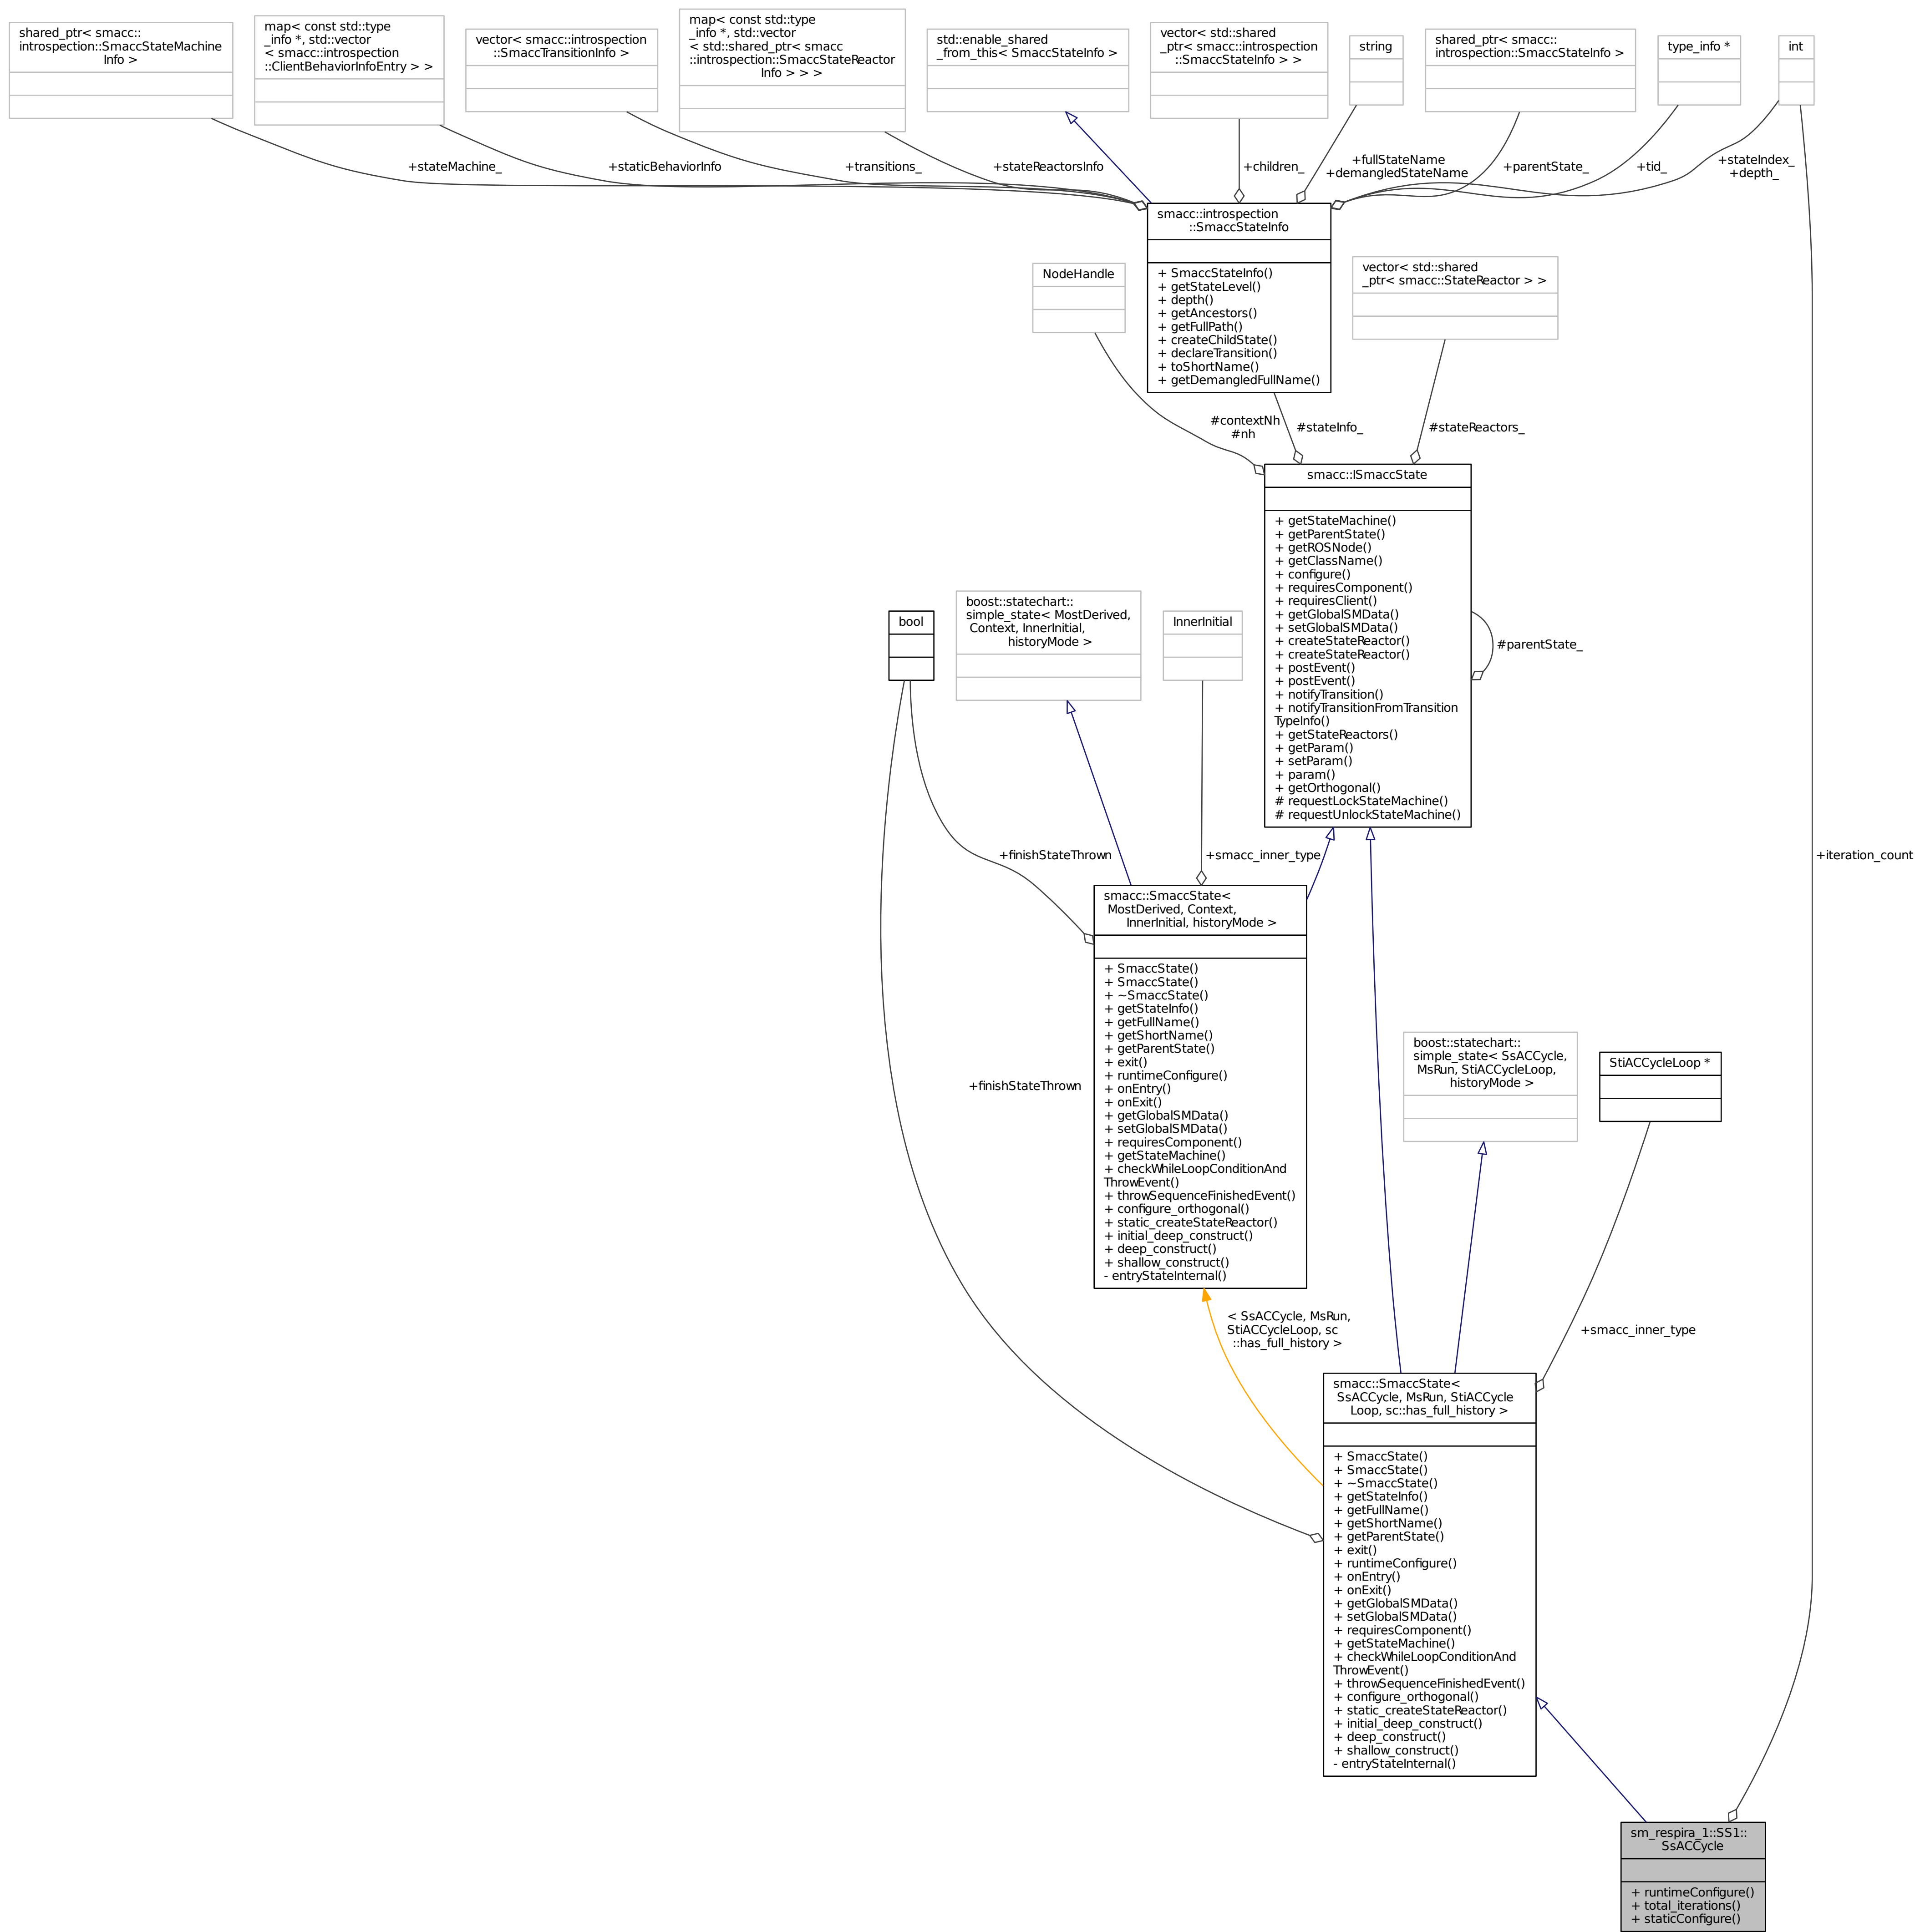 shared_ptr< smacc::
introspection::SmaccStateMachine
Info >
map< const std::type
_info *, std::vector
< smacc::introspection
::ClientBehaviorInfoEntry > >
vector< smacc::introspection
::SmaccTransitionInfo >
map< const std::type
_info *, std::vector
< std::shared_ptr< smacc
::introspection::SmaccStateReactor
Info > > >
std::enable_shared
_from_this< SmaccStateInfo >
vector< std::shared
_ptr< smacc::introspection
::SmaccStateInfo > >
string
shared_ptr< smacc::
introspection::SmaccStateInfo >
type_info *
int
+stateMachine_
+staticBehaviorInfo
+transitions_
+stateReactorsInfo
+children_
+fullStateName
+demangledStateName
+parentState_
+tid_
+stateIndex_
+depth_
smacc::introspection
::SmaccStateInfo
+ SmaccStateInfo()
+ getStateLevel()
+ depth()
+ getAncestors()
+ getFullPath()
+ createChildState()
+ declareTransition()
+ toShortName()
+ getDemangledFullName()
NodeHandle
vector< std::shared
_ptr< smacc::StateReactor > >
#contextNh
#nh
#stateInfo_
#stateReactors_
smacc::ISmaccState
+ getStateMachine()
+ getParentState()
+ getROSNode()
+ getClassName()
+ configure()
+ requiresComponent()
+ requiresClient()
+ getGlobalSMData()
+ setGlobalSMData()
+ createStateReactor()
+ createStateReactor()
+ postEvent()
+ postEvent()
+ notifyTransition()
+ notifyTransitionFromTransition
TypeInfo()
+ getStateReactors()
+ getParam()
+ setParam()
+ param()
+ getOrthogonal()
# requestLockStateMachine()
# requestUnlockStateMachine()
#parentState_
bool
boost::statechart::
simple_state< MostDerived,
Context, InnerInitial,
historyMode >
InnerInitial
+finishStateThrown
+smacc_inner_type
+iteration_count
smacc::SmaccState<
MostDerived, Context,
InnerInitial, historyMode >
+ SmaccState()
+ SmaccState()
+ ~SmaccState()
+ getStateInfo()
+ getFullName()
+ getShortName()
+ getParentState()
+ exit()
+ runtimeConfigure()
+ onEntry()
+ onExit()
+ getGlobalSMData()
+ setGlobalSMData()
+ requiresComponent()
+ getStateMachine()
+ checkWhileLoopConditionAnd
ThrowEvent()
+ throwSequenceFinishedEvent()
+ configure_orthogonal()
+ static_createStateReactor()
+ initial_deep_construct()
+ deep_construct()
+ shallow_construct()
- entryStateInternal()
+finishStateThrown
boost::statechart::
simple_state< SsACCycle,
MsRun, StiACCycleLoop,
historyMode >
StiACCycleLoop *
< SsACCycle, MsRun,
StiACCycleLoop, sc
::has_full_history >
+smacc_inner_type
smacc::SmaccState<
SsACCycle, MsRun, StiACCycle
Loop, sc::has_full_history >
+ SmaccState()
+ SmaccState()
+ ~SmaccState()
+ getStateInfo()
+ getFullName()
+ getShortName()
+ getParentState()
+ exit()
+ runtimeConfigure()
+ onEntry()
+ onExit()
+ getGlobalSMData()
+ setGlobalSMData()
+ requiresComponent()
+ getStateMachine()
+ checkWhileLoopConditionAnd
ThrowEvent()
+ throwSequenceFinishedEvent()
+ configure_orthogonal()
+ static_createStateReactor()
+ initial_deep_construct()
+ deep_construct()
+ shallow_construct()
- entryStateInternal()
sm_respira_1::SS1::
SsACCycle
+ runtimeConfigure()
+ total_iterations()
+ staticConfigure()